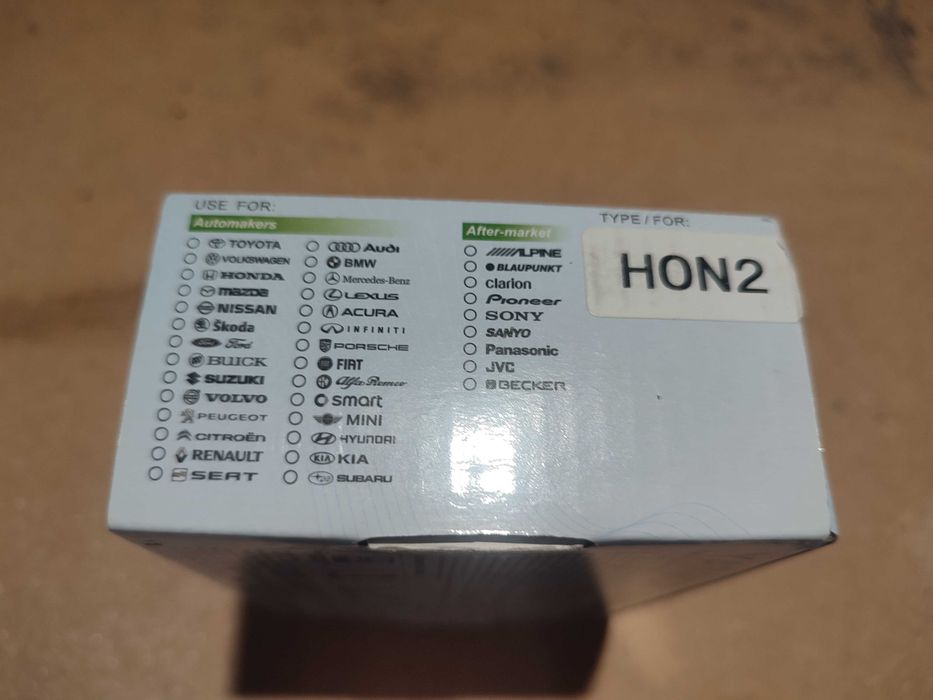 USE FOR:
Automakers
TOYOTA
VOLKSWAGEN
HONDA
mazda
NISSAN
Škoda
Ford
BUICK
SUZUKI
VOLVO
PEUGEOT
CITROËN
RENAULT
SEAT
Audi
BMW
Mercedes-Benz
LEXUS
ACURA
INFINITI
PORSCHE
FIAT
Alfa Romeo
smart
MINI
HYUNDAI
KIA KIA
SUBARU
After-market
ALPINE
BLAUPUNKT
clarion
Pioneer
SONY
SANYO
Panasonic
JVC
BECKER
TYPE / FOR:
HON2